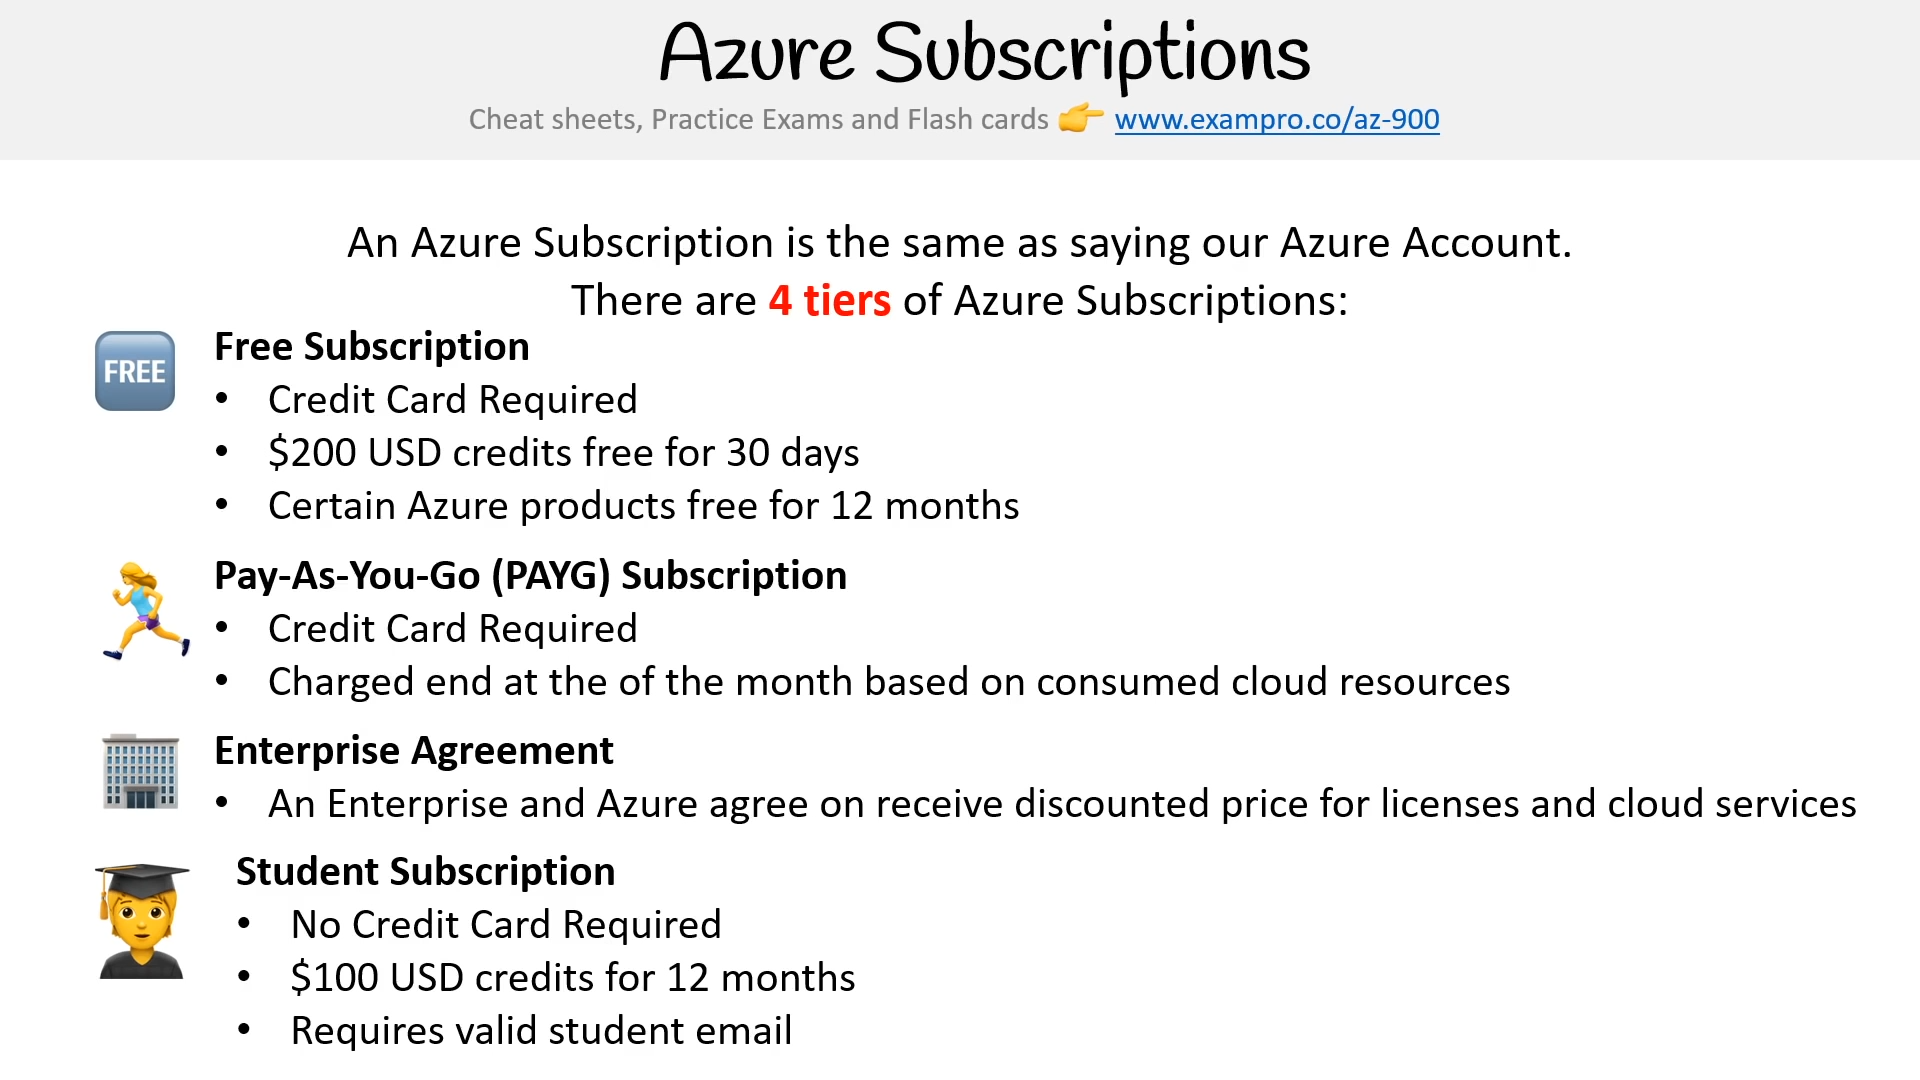 Azure Subscriptions
Cheat sheets, Practice Exams and Flash cards 👉 www.exampro.co/az-900
An Azure Subscription is the same as saying our Azure Account.
There are 4 tiers of Azure Subscriptions:
FREE
Free Subscription
• Credit Card Required
• $200 USD credits free for 30 days
• Certain Azure products free for 12 months
Pay-As-You-Go (PAYG) Subscription
• Credit Card Required
• Charged end at the of the month based on consumed cloud resources
Enterprise Agreement
• An Enterprise and Azure agree on receive discounted price for licenses and cloud services
Student Subscription
• No Credit Card Required
• $100 USD credits for 12 months
• Requires valid student email